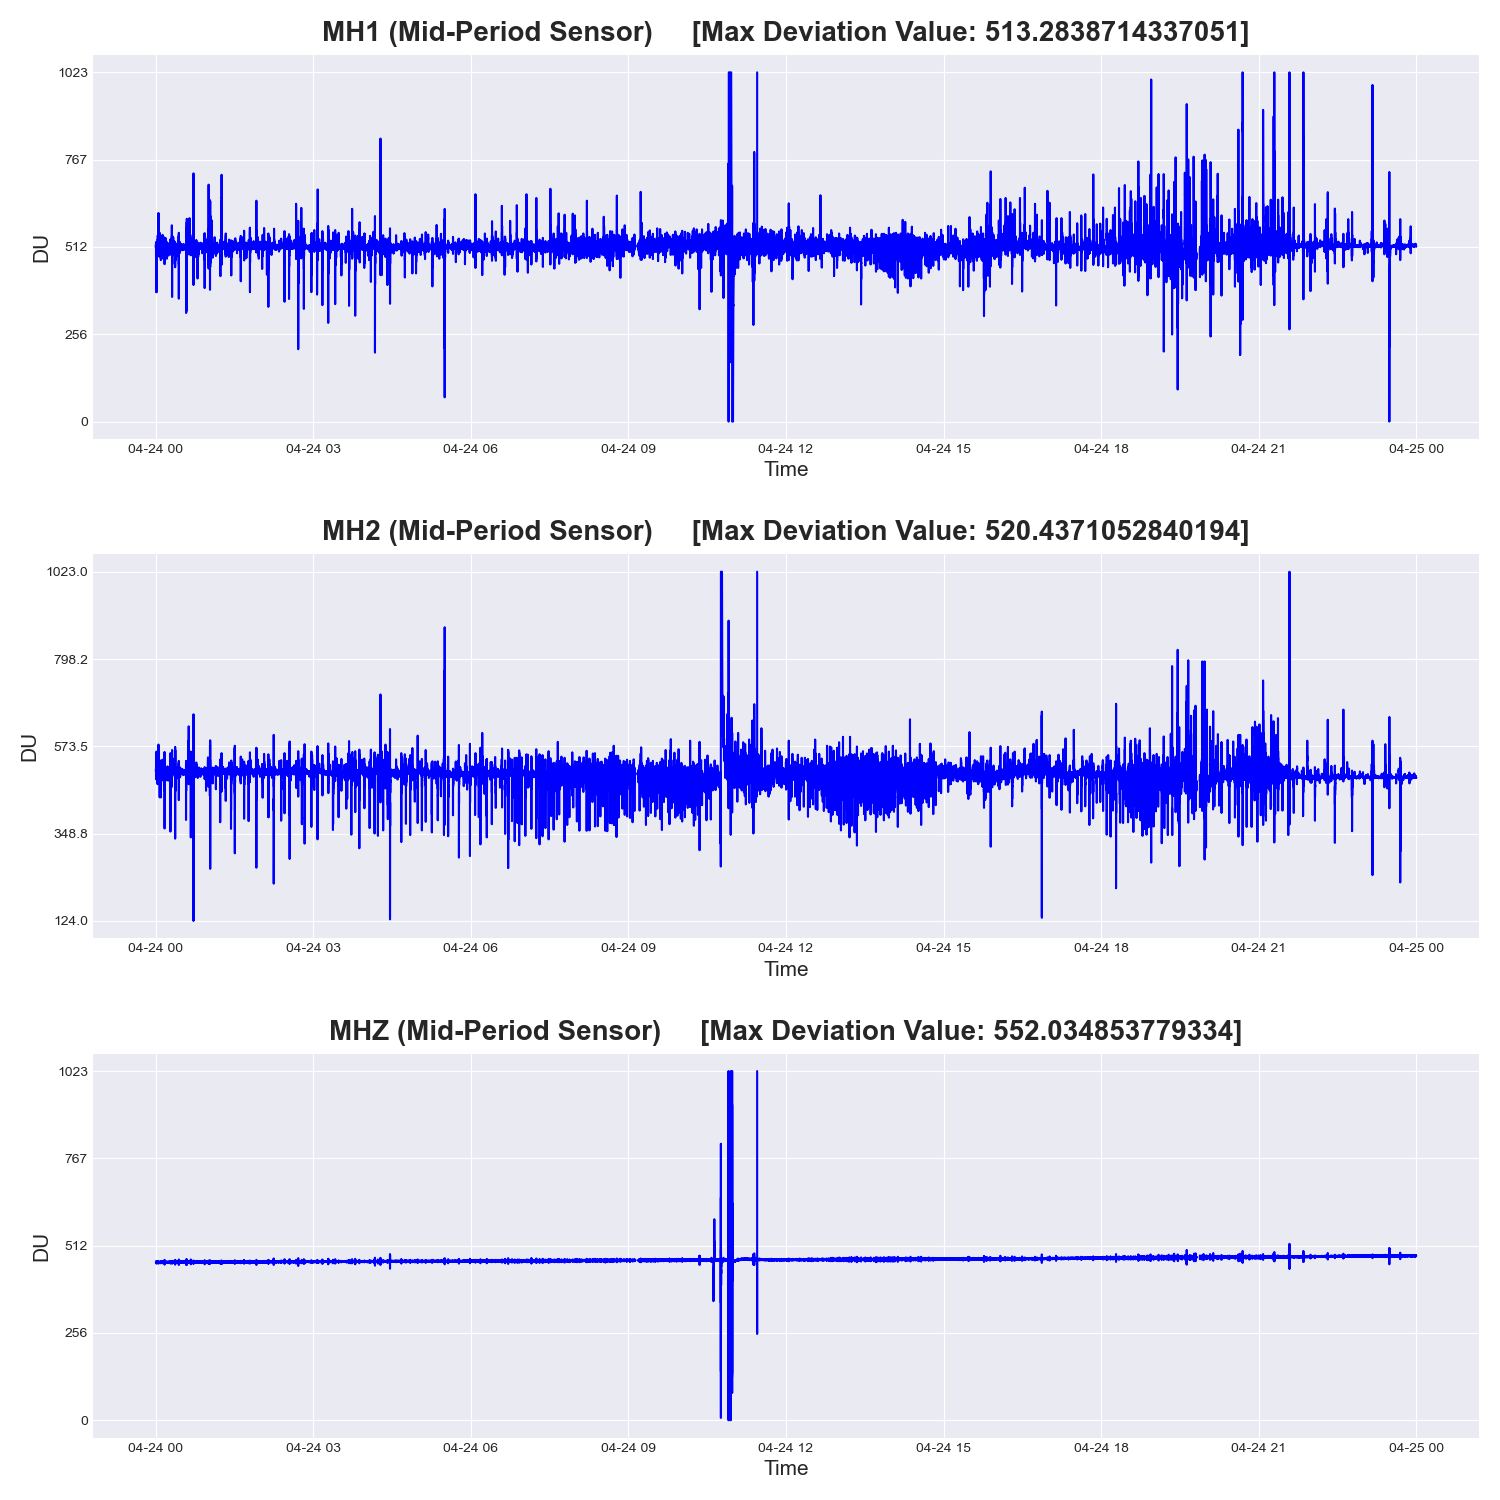 MH1 (Mid-Period Sensor) [Max Deviation Value: 513.2838714337051]
1023
767
512
256
0
DU
04-24 00 04-24 03 04-24 06 04-24 09 04-24 12 04-24 15 04-24 18 04-24 21 04-25 00
Time
MH2 (Mid-Period Sensor) [Max Deviation Value: 520.4371052840194]
1023.0
798.2
573.5
348.8
124.0
DU
04-24 00 04-24 03 04-24 06 04-24 09 04-24 12 04-24 15 04-24 18 04-24 21 04-25 00
Time
MHZ (Mid-Period Sensor) [Max Deviation Value: 552.034853779334]
1023
767
512
256
0
DU
04-24 00 04-24 03 04-24 06 04-24 09 04-24 12 04-24 15 04-24 18 04-24 21 04-25 00
Time